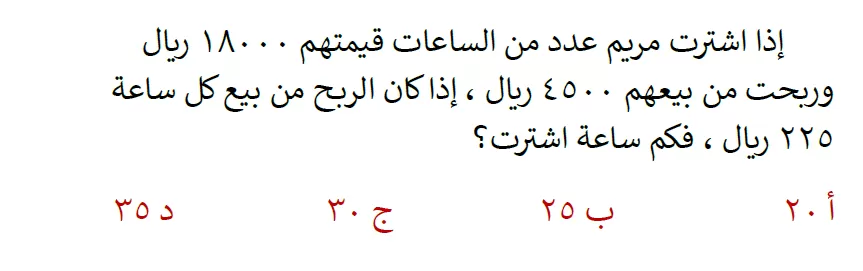 إذا اشترت مريم عدد من الساعات قيمتهم ١٨٠٠٠ ريال
وربحت من بيعهم ٤٥٠٠ ريال ، إذا كان الربح من بيع كل ساعة
٢٢٥ ريال ، فكم ساعة اشترت؟
أ ٢٠ ب ٢٥ ج ٣٠ د ٣٥